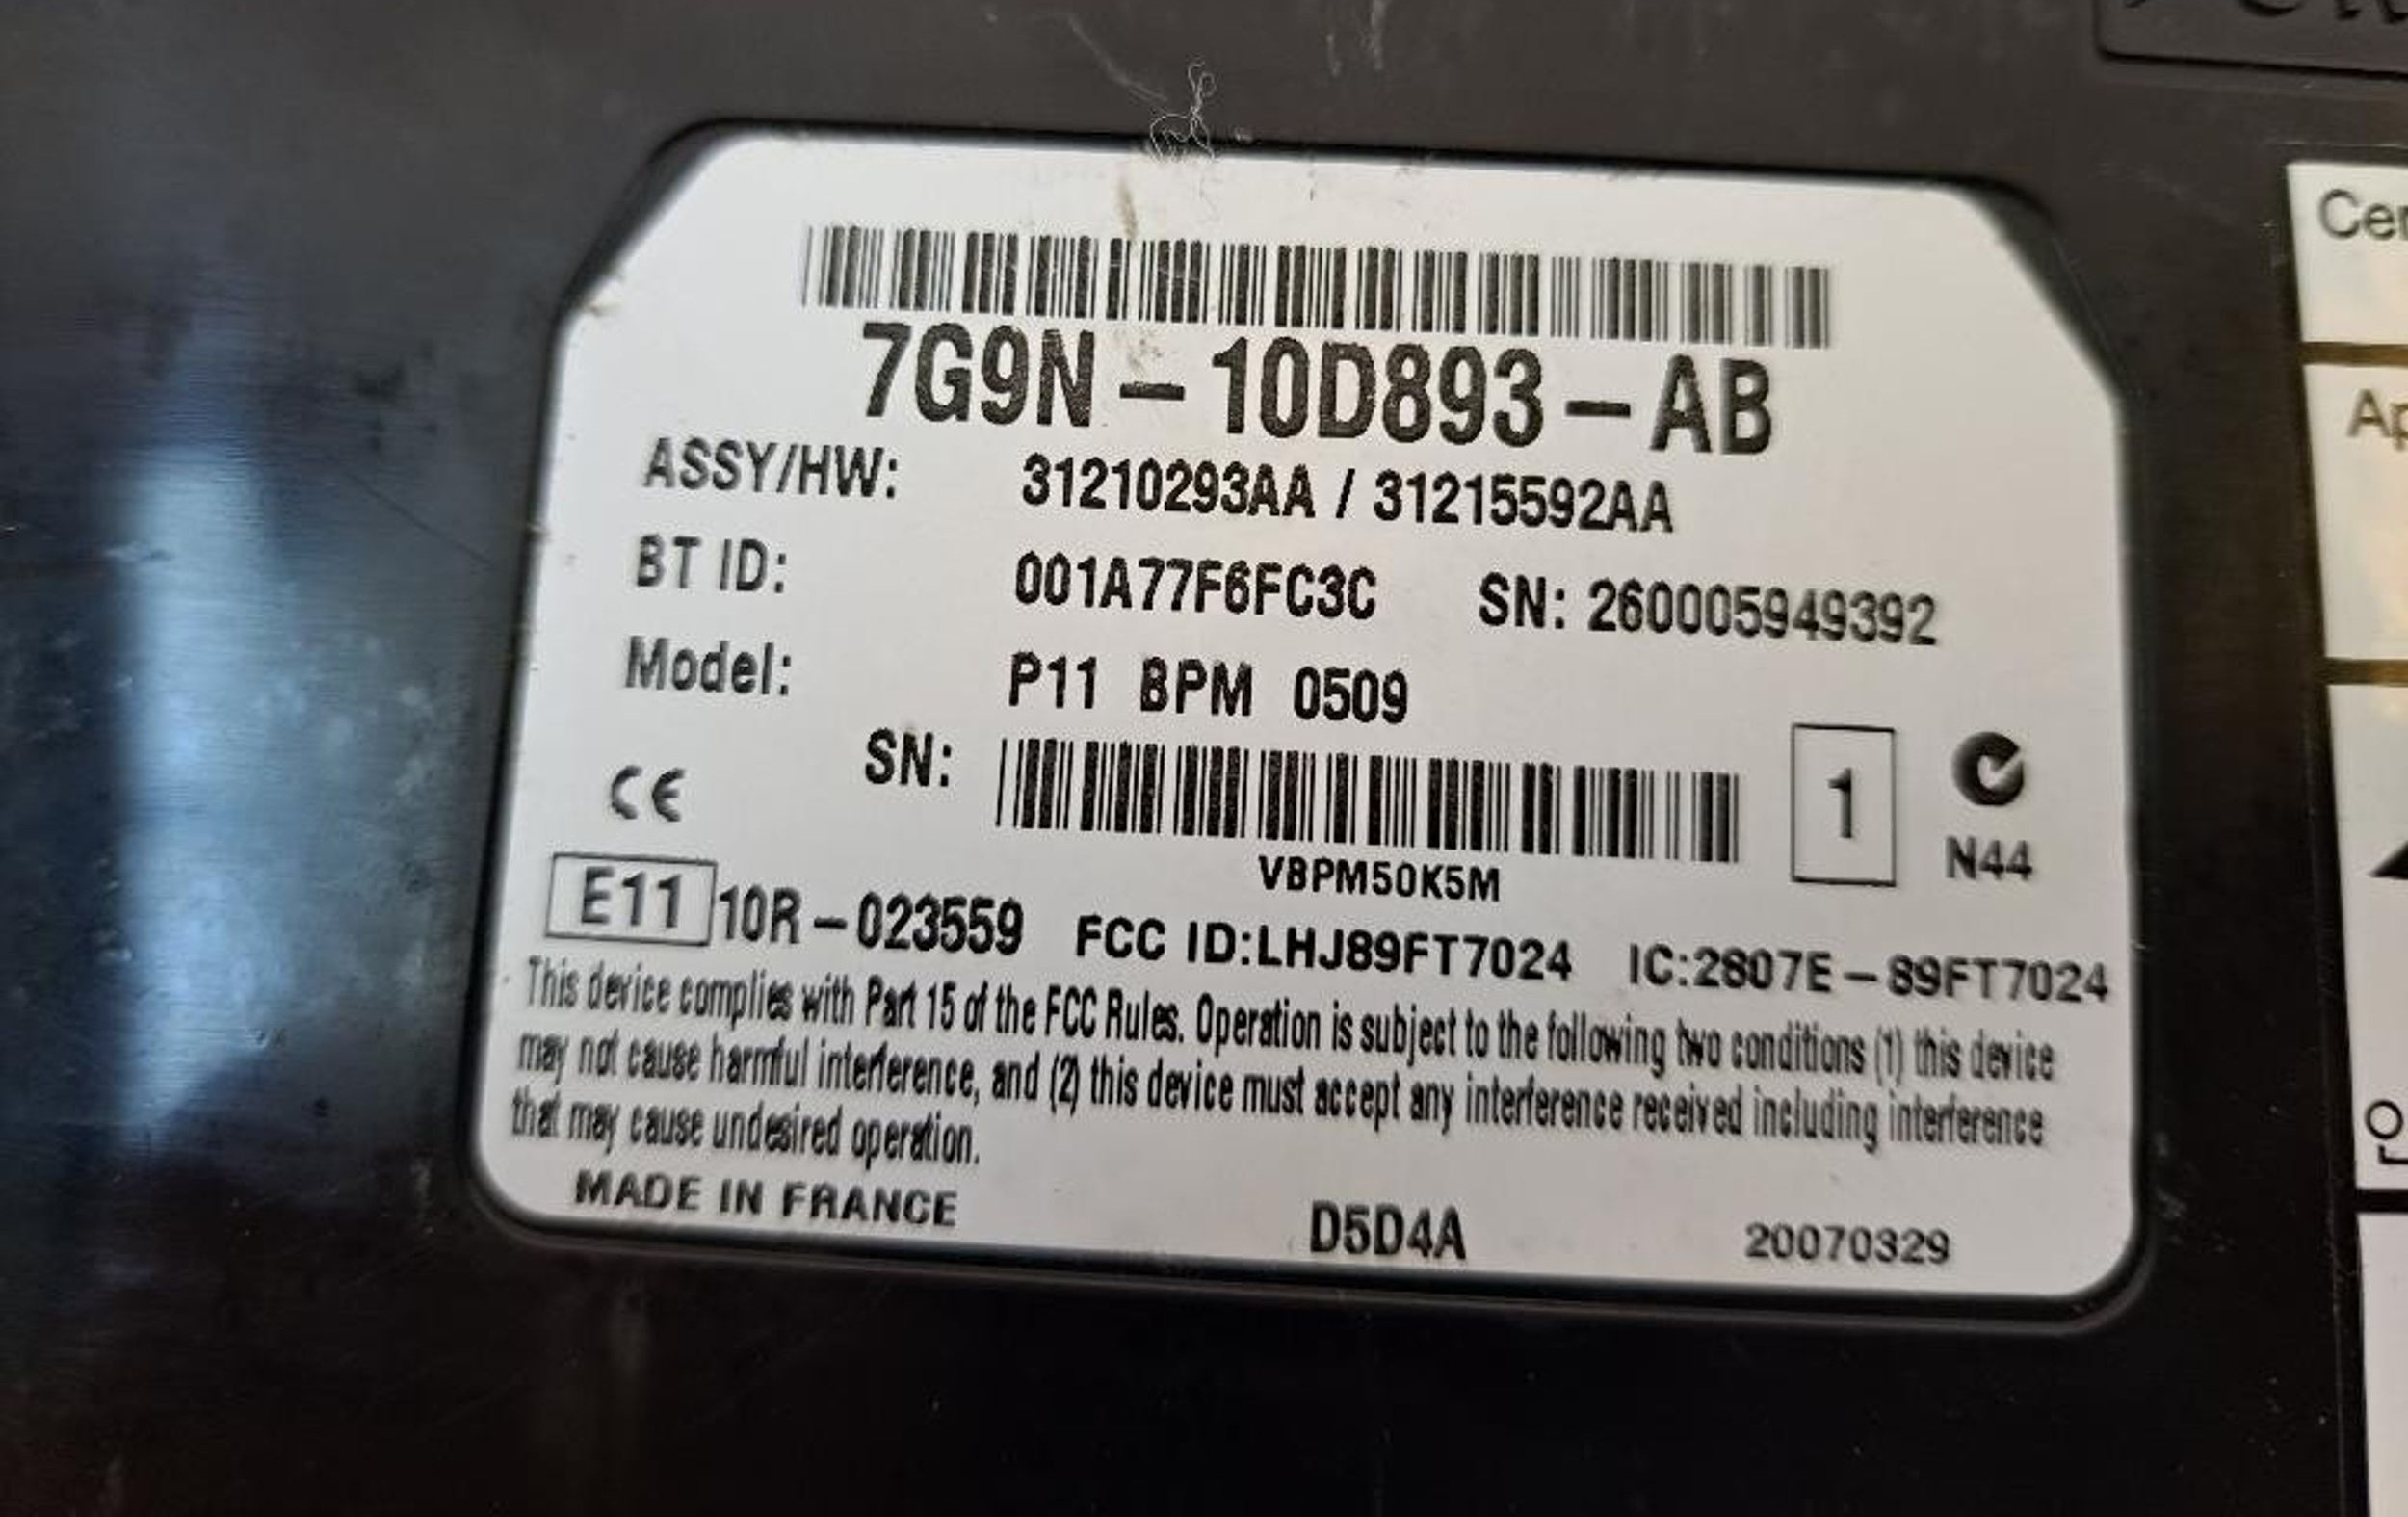 7G9N-10D893-AB
ASSY/HW: 31210293AA / 31215592AA
BT ID: 001A77F6FC3C SN: 260005949392
Model: P11 BPM 0509
SN: 1
CE N44
V8PM50K5M
E11 10R-023559 FCC ID:LHJ89FT7024 IC:2807E-89FT7024
This device complies with Part 15 of the FCC Rules. Operation is subject to the following two conditions (1) this device
may not cause harmful interference, and (2) this device must accept any interference received including interference
that may cause undesired operation.
MADE IN FRANCE D5D4A 20070329